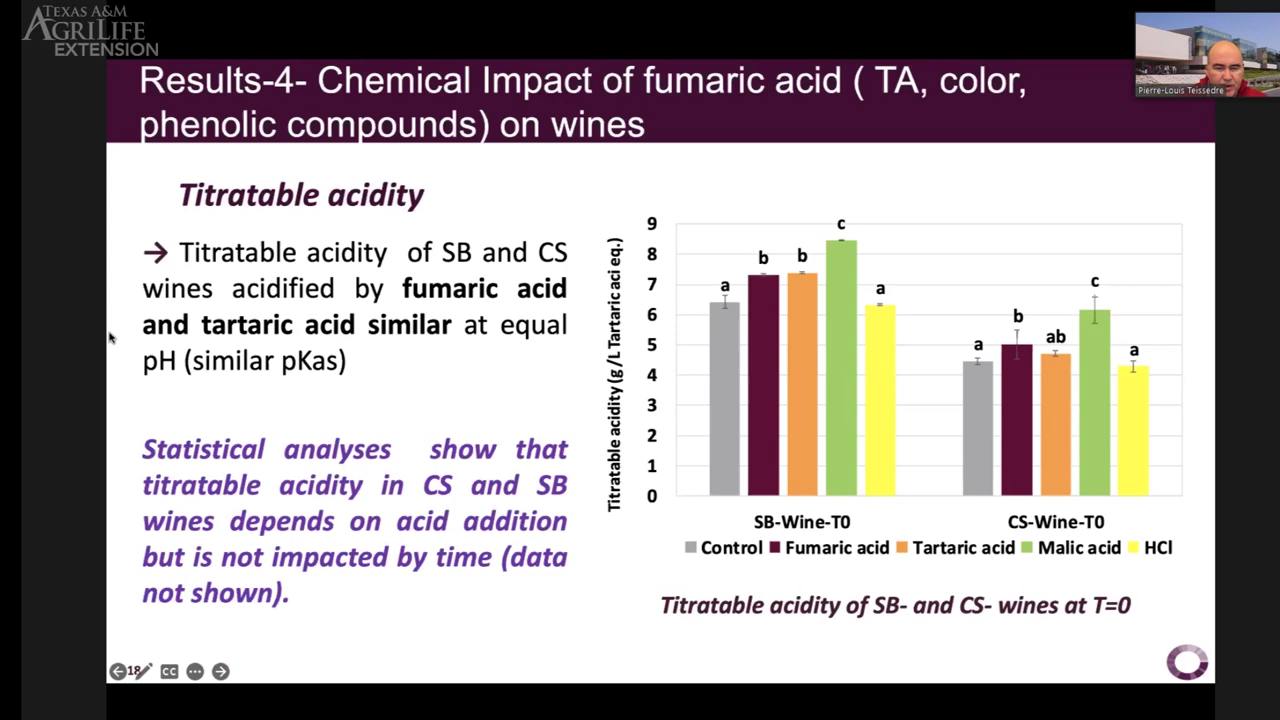 TEXAS A&M
AGRILIFE
EXTENSION
Results-4- Chemical Impact of fumaric acid ( TA, color,
phenolic compounds) on wines
Pierre-Louis Teissedre
Titratable acidity
→ Titratable acidity of SB and CS
wines acidified by fumaric acid
and tartaric acid similar at equal
pH (similar pKas)
Statistical analyses show that
titratable acidity in CS and SB
wines depends on acid addition
but is not impacted by time (data
not shown).
Titratable acidity (g /L Tartaric aci eq.)
9
8
7
6
5
4
3
2
1
0
a
b
b
c
a
a
b
ab
c
a
SB-Wine-T0
CS-Wine-T0
Control Fumaric acid Tartaric acid Malic acid HCl
Titratable acidity of SB- and CS- wines at T=0
18
CC